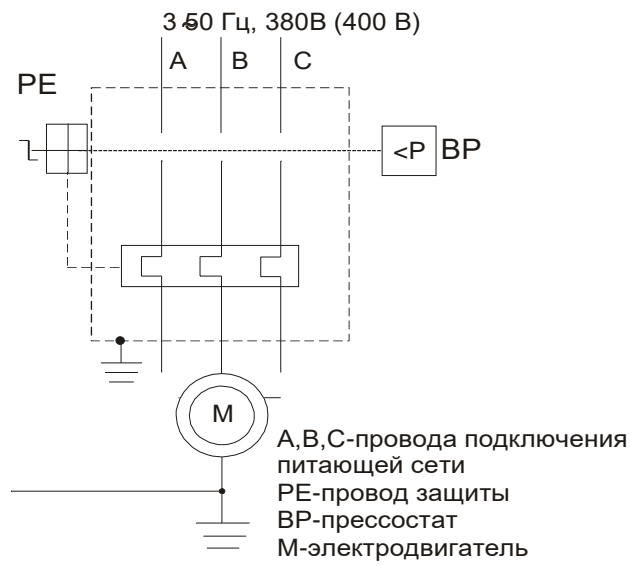 3~50 Гц, 380В (400 В)
A B C
PE
<P BP
M
A,B,C-провода подключения
питающей сети
PE-провод защиты
BP-прессостат
M-электродвигатель